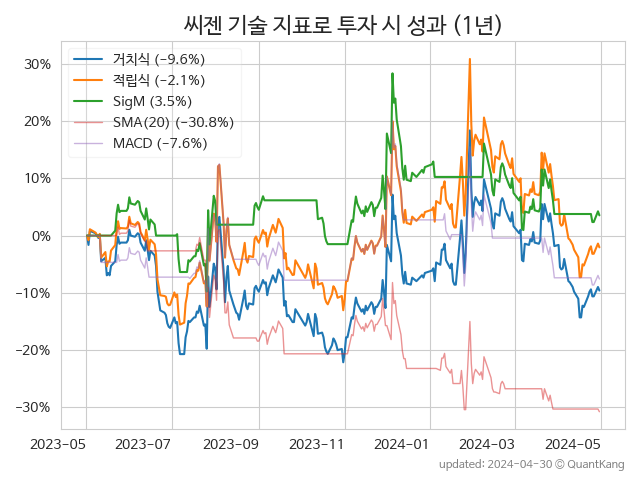 씨젠 기술 지표로 투자 시 성과 (1년)
거치식 (−9.6%)
적립식 (−2.1%)
SigM (3.5%)
SMA(20) (−30.8%)
MACD (−7.6%)
30%
20%
10%
0%
−10%
−20%
−30%
2023-05 2023-07 2023-09 2023-11 2024-01 2024-03 2024-05
updated: 2024-04-30 © QuantKang